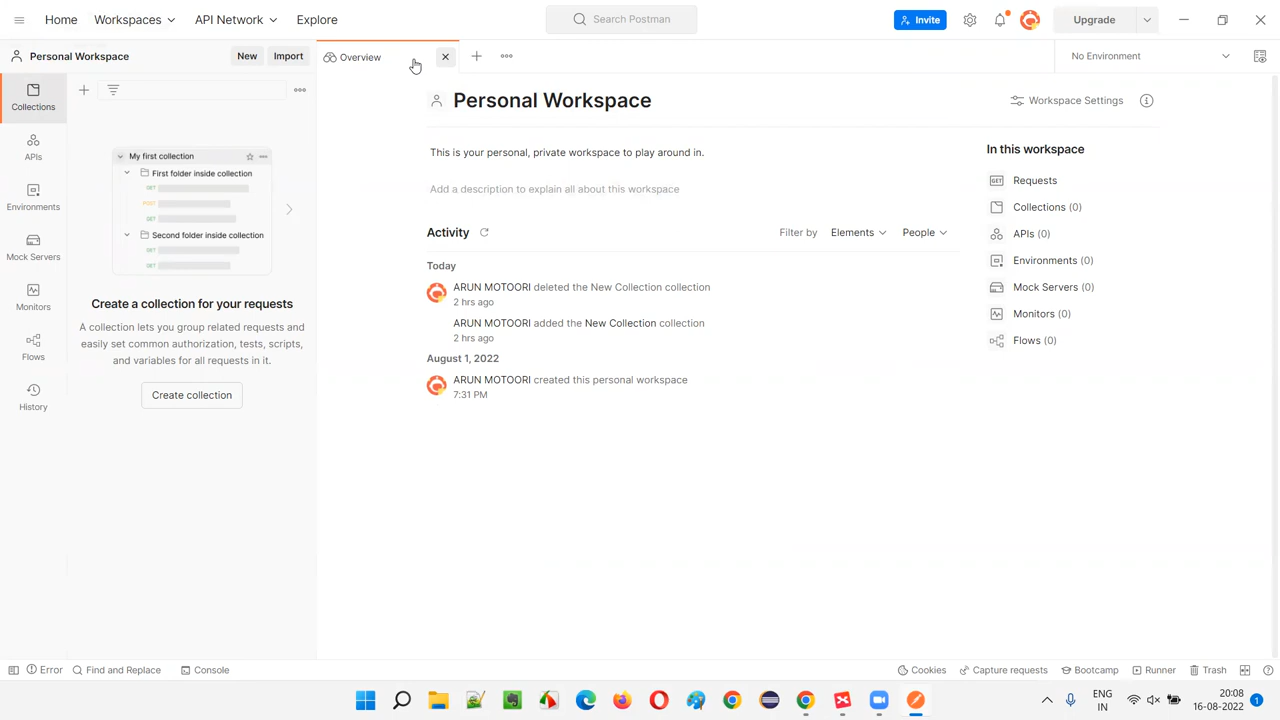 Home
Workspaces
API Network
Explore
Search Postman
Invite
Upgrade
Personal Workspace
New
Import
Overview
No Environment
Collections
APIs
Environments
Mock Servers
Monitors
Flows
History
My first collection
First folder inside collection
GET
POST
GET
Second folder inside collection
GET
GET
Create a collection for your requests
A collection lets you group related requests and
easily set common authorization, tests, scripts,
and variables for all requests in it.
Create collection
Personal Workspace
Workspace Settings
This is your personal, private workspace to play around in.
Add a description to explain all about this workspace
Activity
Filter by
Elements
People
Today
ARUN MOTOORI deleted the New Collection collection
2 hrs ago
ARUN MOTOORI added the New Collection collection
2 hrs ago
August 1, 2022
ARUN MOTOORI created this personal workspace
7:31 PM
In this workspace
GET Requests
Collections (0)
APIs (0)
Environments (0)
Mock Servers (0)
Monitors (0)
Flows (0)
Error
Find and Replace
Console
Cookies
Capture requests
Bootcamp
Runner
Trash
ENG
IN
20:08
16-08-2022
1